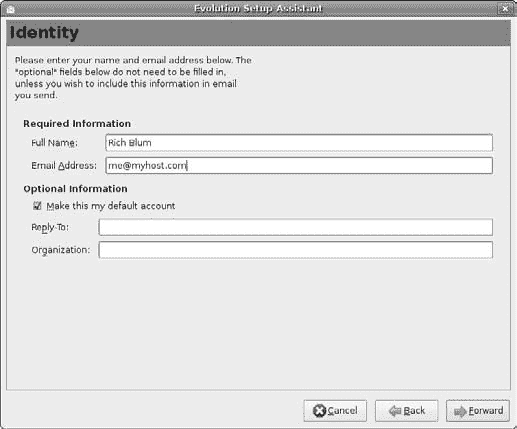 Evolution Setup Assistant
Identity
Please enter your name and email address below. The
"optional" fields below do not need to be filled in,
unless you wish to include this information in email
you send.
Required Information
Full Name: Rich Blum
Email Address: me@myhost.com
Optional Information
Make this my default account
Reply-To:
Organization:
Cancel Back Forward